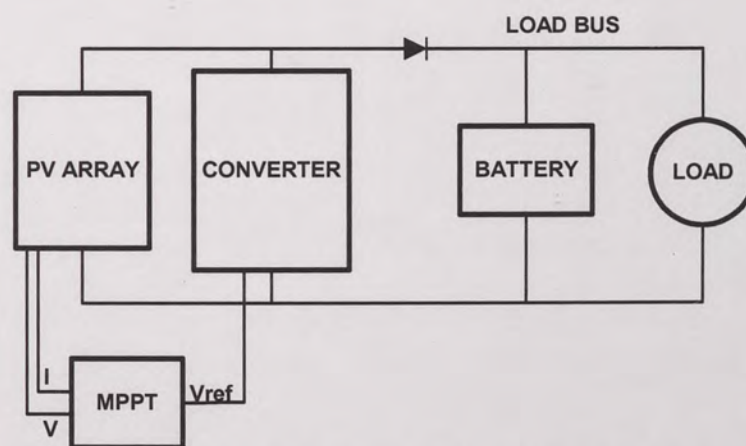 LOAD BUS
PV ARRAY
CONVERTER
BATTERY
LOAD
I
V
MPPT
Vref